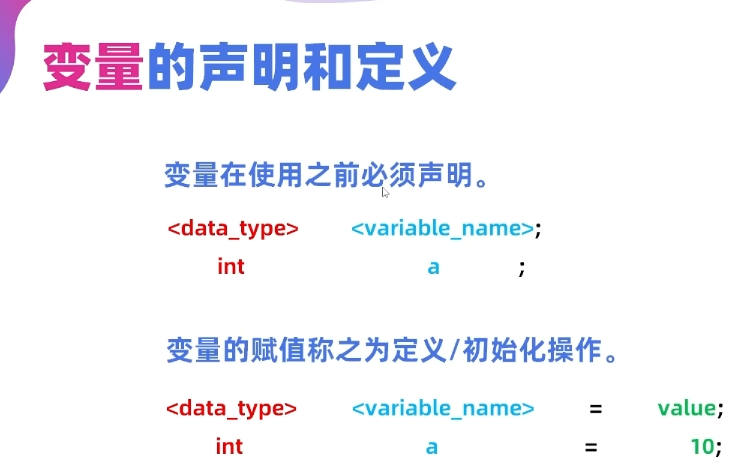 变量的声明和定义
变量在使用之前必须声明。
<data_type> <variable_name>;
int a ;
变量的赋值称之为定义/初始化操作。
<data_type> <variable_name> = value;
int a = 10;